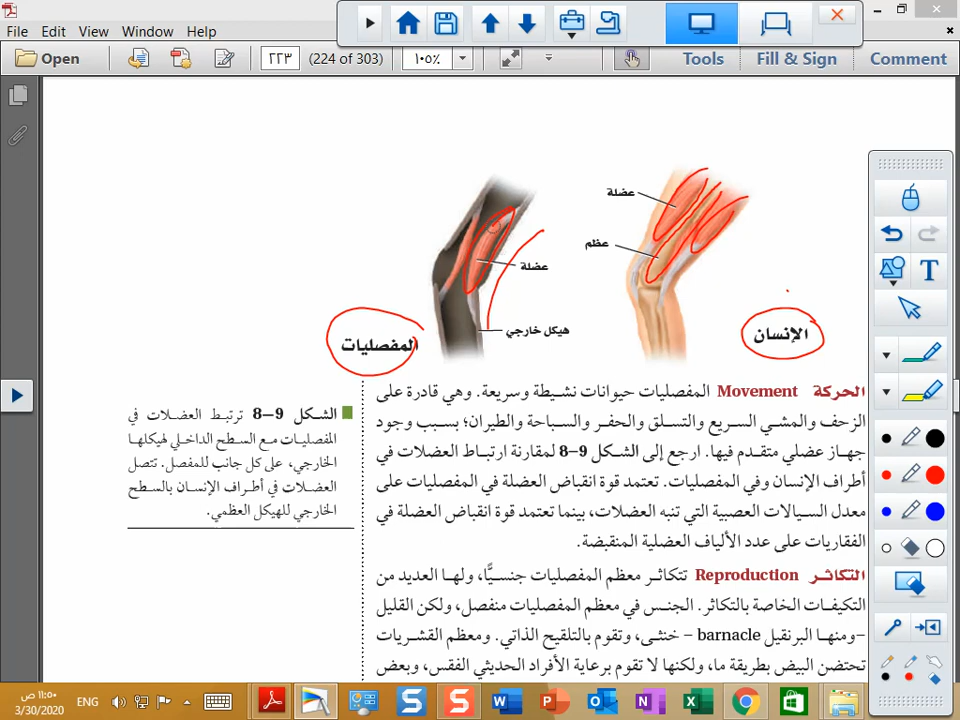 File Edit View Window Help
Open ٢٢٣ (224 of 303) ١٠٥٪ Tools Fill & Sign Comment
عضلة
عظم
الإنسان
عضلة
هيكل خارجي
المفصليات
الحركة Movement المفصليات حيوانات نشيطة وسريعة. وهي قادرة على
الزحف والمشي السريع والتسلق والحفر والسباحة والطيران؛ بسبب وجود
جهاز عضلي متقدم فيها. ارجع إلى الشكل 9–8 لمقارنة ارتباط العضلات في
أطراف الإنسان وفي المفصليات. تعتمد قوة انقباض العضلة في المفصليات على
معدل السيالات العصبية التي تنبه العضلات، بينما تعتمد قوة انقباض العضلة في
الفقاريات على عدد الألياف العضلية المنقبضة.
التكاثر Reproduction تتكاثر معظم المفصليات جنسيًّا، ولها العديد من
التكيفات الخاصة بالتكاثر. الجنس في معظم المفصليات منفصل، ولكن القليل
-ومنها البرنقيل barnacle – خنثى، وتقوم بالتلقيح الذاتي. ومعظم القشريات
تحتضن البيض بطريقة ما، ولكنها لا تقوم برعاية الأفراد الحديثي الفقس، وبعض
الشكل 9–8 ترتبط العضلات في
المفصليات مع السطح الداخلي لهيكلها
الخارجي، على كل جانب للمفصل. تتصل
العضلات في أطراف الإنسان بالسطح
الخارجي للهيكل العظمي.
T
ENG
١١:٥٠ ص
3/30/2020